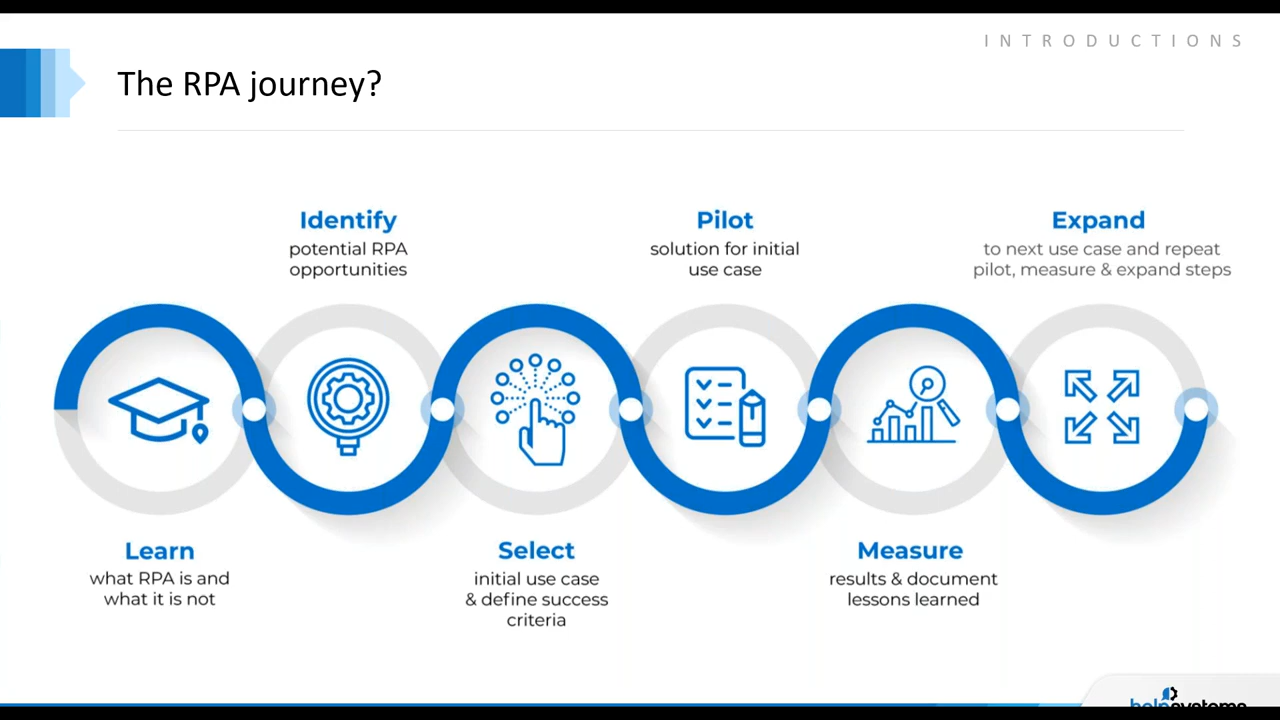 INTRODUCTIONS
The RPA journey?
Identify
potential RPA
opportunities
Pilot
solution for initial
use case
Expand
to next use case and repeat
pilot, measure & expand steps
Learn
what RPA is and
what it is not
Select
initial use case
& define success
criteria
Measure
results & document
lessons learned
helpsystems